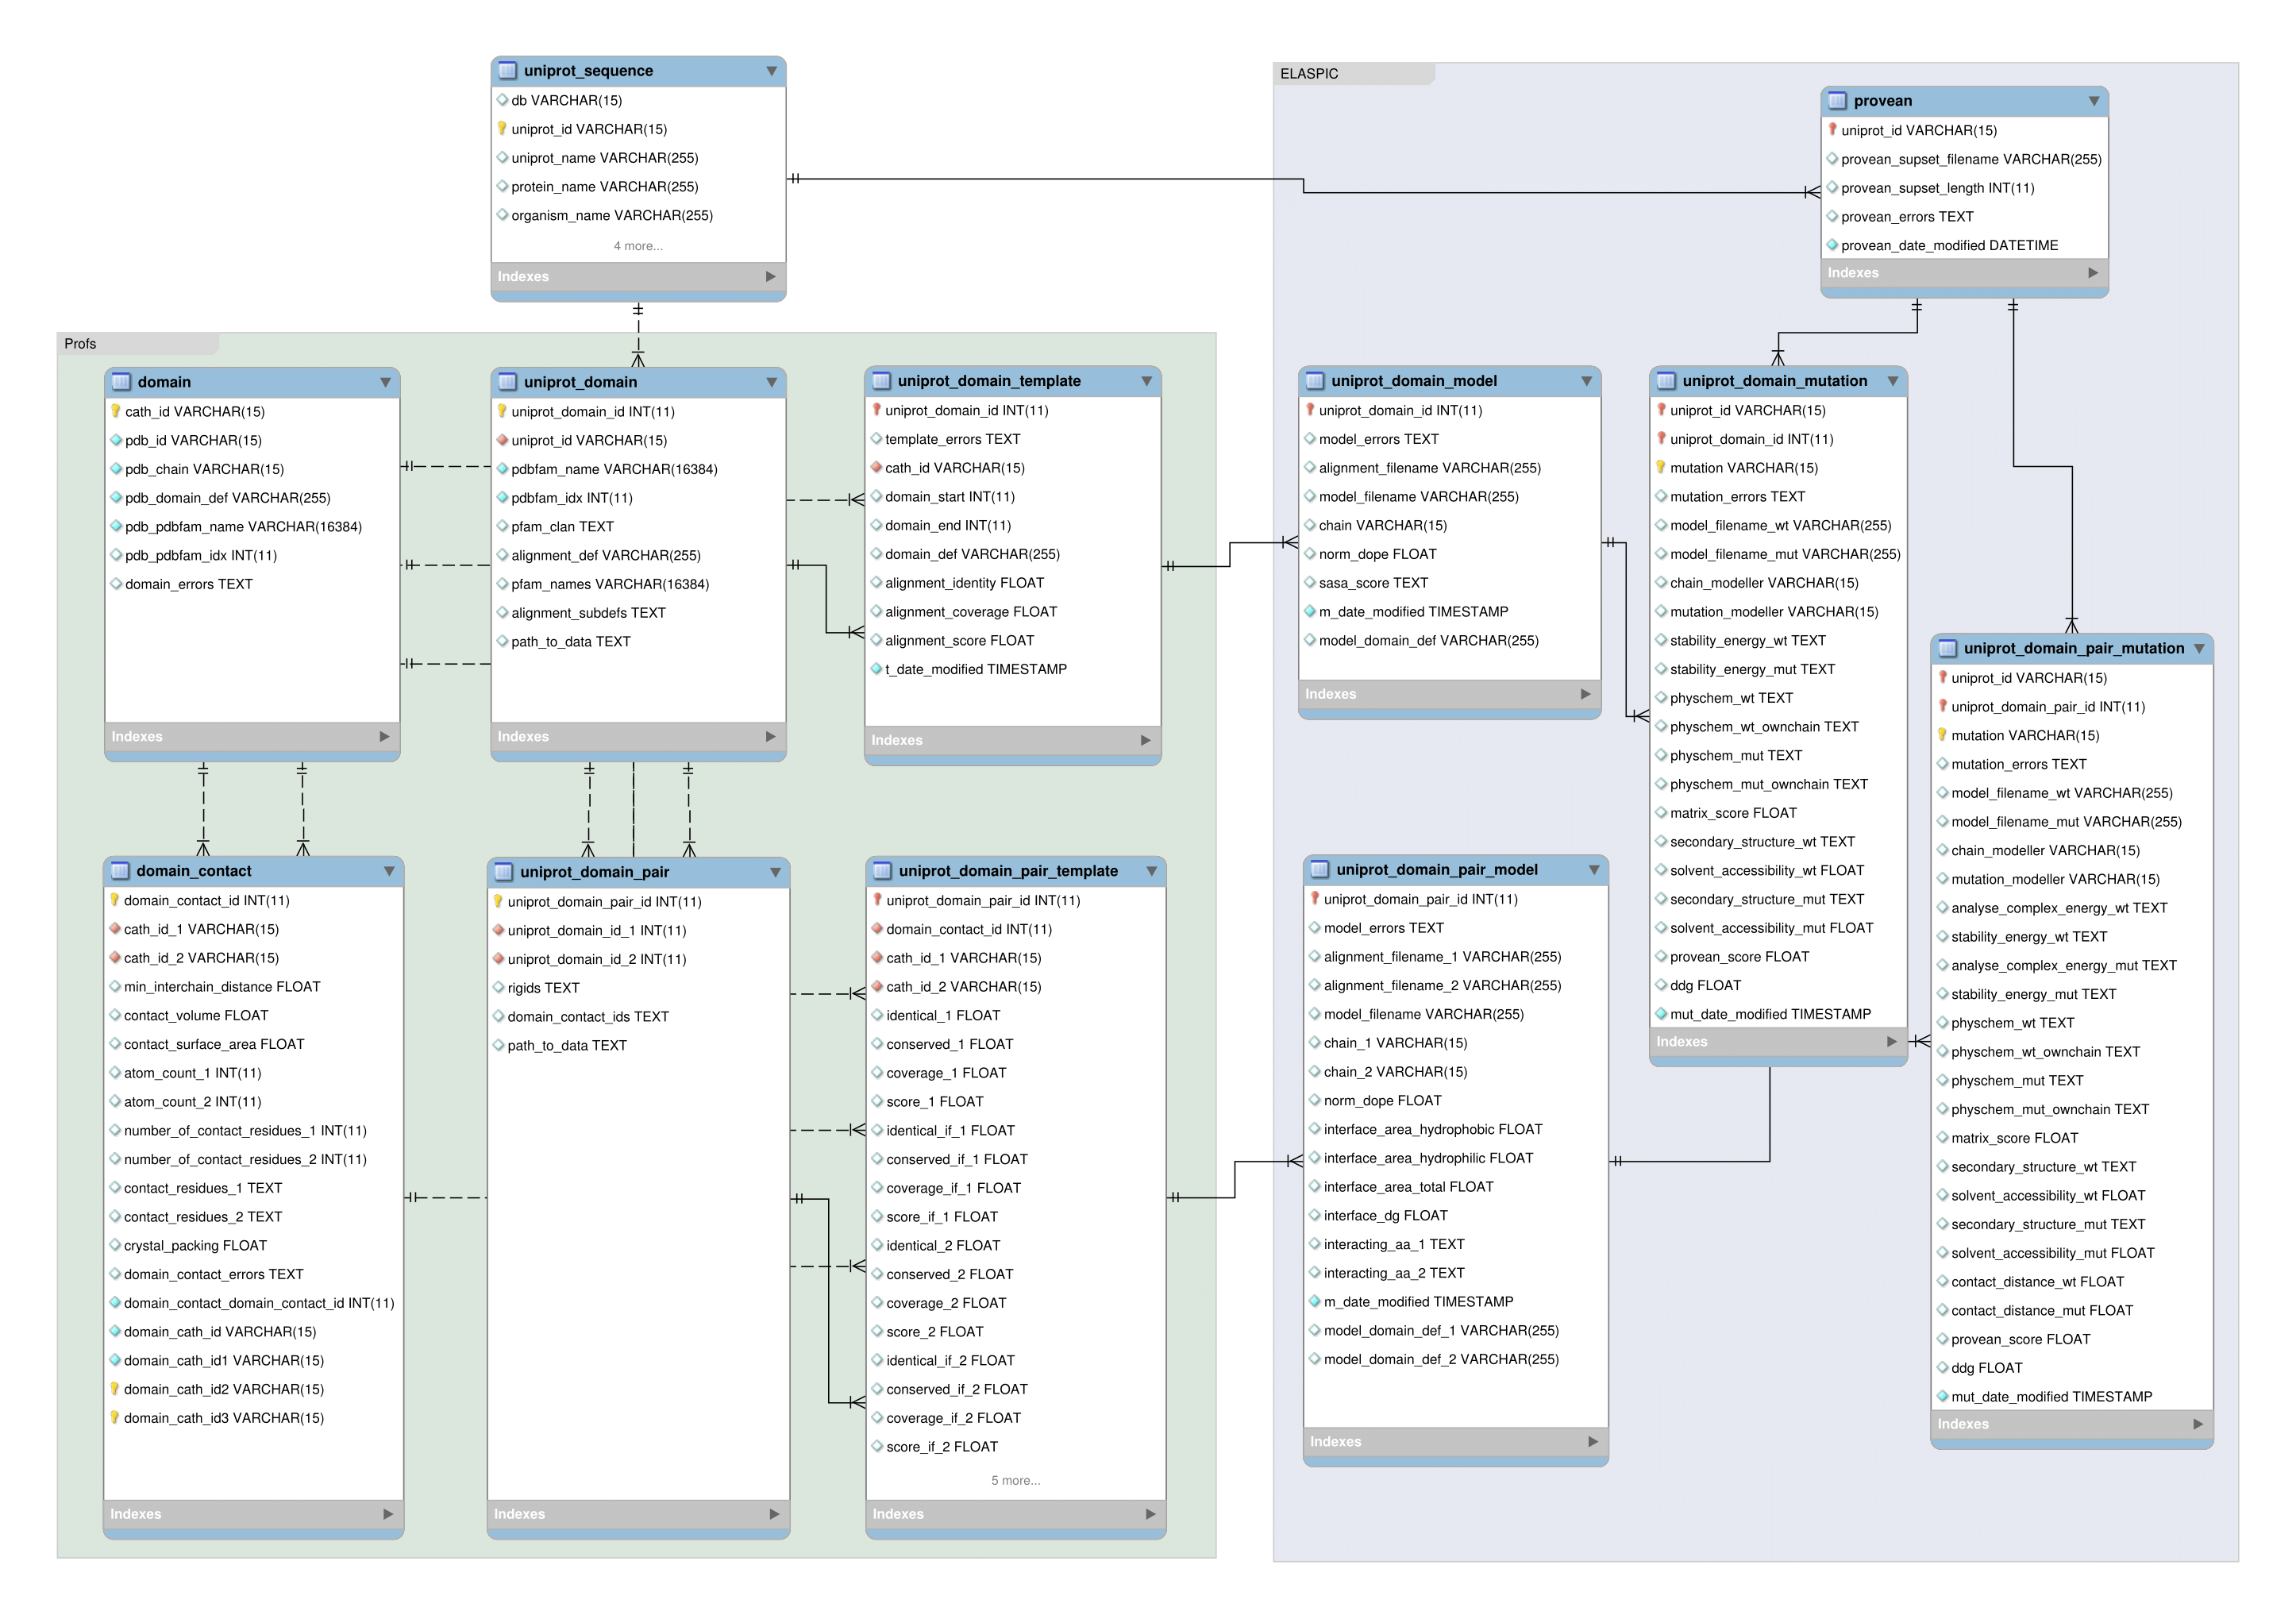 uniprot_sequence
db VARCHAR(15)
uniprot_id VARCHAR(15)
uniprot_name VARCHAR(255)
protein_name VARCHAR(255)
organism_name VARCHAR(255)
4 more...
Indexes
ELASPIC
provean
uniprot_id VARCHAR(15)
provean_supset_filename VARCHAR(255)
provean_supset_length INT(11)
provean_errors TEXT
provean_date_modified DATETIME
Indexes
Profs
domain
cath_id VARCHAR(15)
pdb_id VARCHAR(15)
pdb_chain VARCHAR(15)
pdb_domain_def VARCHAR(255)
pdb_pdbfam_name VARCHAR(16384)
pdb_pdbfam_idx INT(11)
domain_errors TEXT
Indexes
uniprot_domain
uniprot_domain_id INT(11)
uniprot_id VARCHAR(15)
pdbfam_name VARCHAR(16384)
pdbfam_idx INT(11)
pfam_clan TEXT
alignment_def VARCHAR(255)
pfam_names VARCHAR(16384)
alignment_subdefs TEXT
path_to_data TEXT
Indexes
uniprot_domain_template
uniprot_domain_id INT(11)
template_errors TEXT
cath_id VARCHAR(15)
domain_start INT(11)
domain_end INT(11)
domain_def VARCHAR(255)
alignment_identity FLOAT
alignment_coverage FLOAT
alignment_score FLOAT
t_date_modified TIMESTAMP
Indexes
uniprot_domain_model
uniprot_domain_id INT(11)
model_errors TEXT
alignment_filename VARCHAR(255)
model_filename VARCHAR(255)
chain VARCHAR(15)
norm_dope FLOAT
sasa_score TEXT
m_date_modified TIMESTAMP
model_domain_def VARCHAR(255)
Indexes
uniprot_domain_mutation
uniprot_id VARCHAR(15)
uniprot_domain_id INT(11)
mutation VARCHAR(15)
mutation_errors TEXT
model_filename_wt VARCHAR(255)
model_filename_mut VARCHAR(255)
chain_modeller VARCHAR(15)
mutation_modeller VARCHAR(15)
stability_energy_wt TEXT
stability_energy_mut TEXT
physchem_wt TEXT
physchem_wt_ownchain TEXT
physchem_mut TEXT
physchem_mut_ownchain TEXT
matrix_score FLOAT
secondary_structure_wt TEXT
solvent_accessibility_wt FLOAT
secondary_structure_mut TEXT
solvent_accessibility_mut FLOAT
provean_score FLOAT
ddg FLOAT
mut_date_modified TIMESTAMP
Indexes
uniprot_domain_pair_mutation
uniprot_id VARCHAR(15)
uniprot_domain_pair_id INT(11)
mutation VARCHAR(15)
mutation_errors TEXT
model_filename_wt VARCHAR(255)
model_filename_mut VARCHAR(255)
chain_modeller VARCHAR(15)
mutation_modeller VARCHAR(15)
analyse_complex_energy_wt TEXT
stability_energy_wt TEXT
analyse_complex_energy_mut TEXT
stability_energy_mut TEXT
physchem_wt TEXT
physchem_wt_ownchain TEXT
physchem_mut TEXT
physchem_mut_ownchain TEXT
matrix_score FLOAT
secondary_structure_wt TEXT
solvent_accessibility_wt FLOAT
secondary_structure_mut TEXT
solvent_accessibility_mut FLOAT
contact_distance_wt FLOAT
contact_distance_mut FLOAT
provean_score FLOAT
ddg FLOAT
mut_date_modified TIMESTAMP
Indexes
domain_contact
domain_contact_id INT(11)
cath_id_1 VARCHAR(15)
cath_id_2 VARCHAR(15)
min_interchain_distance FLOAT
contact_volume FLOAT
contact_surface_area FLOAT
atom_count_1 INT(11)
atom_count_2 INT(11)
number_of_contact_residues_1 INT(11)
number_of_contact_residues_2 INT(11)
contact_residues_1 TEXT
contact_residues_2 TEXT
crystal_packing FLOAT
domain_contact_errors TEXT
domain_contact_domain_contact_id INT(11)
domain_cath_id VARCHAR(15)
domain_cath_id1 VARCHAR(15)
domain_cath_id2 VARCHAR(15)
domain_cath_id3 VARCHAR(15)
Indexes
uniprot_domain_pair
uniprot_domain_pair_id INT(11)
uniprot_domain_id_1 INT(11)
uniprot_domain_id_2 INT(11)
rigids TEXT
domain_contact_ids TEXT
path_to_data TEXT
Indexes
uniprot_domain_pair_template
uniprot_domain_pair_id INT(11)
domain_contact_id INT(11)
cath_id_1 VARCHAR(15)
cath_id_2 VARCHAR(15)
identical_1 FLOAT
conserved_1 FLOAT
coverage_1 FLOAT
score_1 FLOAT
identical_if_1 FLOAT
conserved_if_1 FLOAT
coverage_if_1 FLOAT
score_if_1 FLOAT
identical_2 FLOAT
conserved_2 FLOAT
coverage_2 FLOAT
score_2 FLOAT
identical_if_2 FLOAT
conserved_if_2 FLOAT
coverage_if_2 FLOAT
score_if_2 FLOAT
5 more...
Indexes
uniprot_domain_pair_model
uniprot_domain_pair_id INT(11)
model_errors TEXT
alignment_filename_1 VARCHAR(255)
alignment_filename_2 VARCHAR(255)
model_filename VARCHAR(255)
chain_1 VARCHAR(15)
chain_2 VARCHAR(15)
norm_dope FLOAT
interface_area_hydrophobic FLOAT
interface_area_hydrophilic FLOAT
interface_area_total FLOAT
interface_dg FLOAT
interacting_aa_1 TEXT
interacting_aa_2 TEXT
m_date_modified TIMESTAMP
model_domain_def_1 VARCHAR(255)
model_domain_def_2 VARCHAR(255)
Indexes